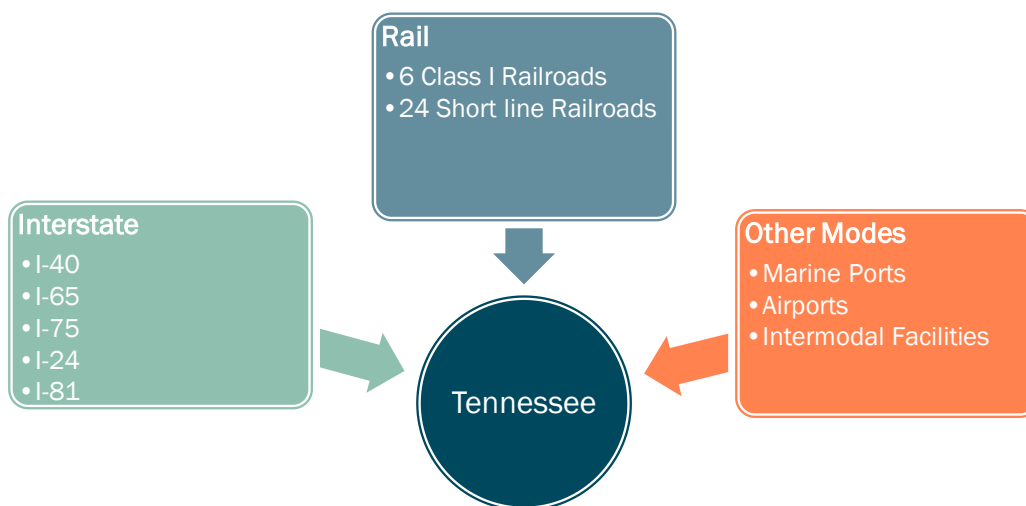 Rail
•6 Class I Railroads
•24 Short line Railroads
Interstate
•I-40
•I-65
•I-75
•I-24
•I-81
Other Modes
•Marine Ports
•Airports
•Intermodal Facilities
Tennessee